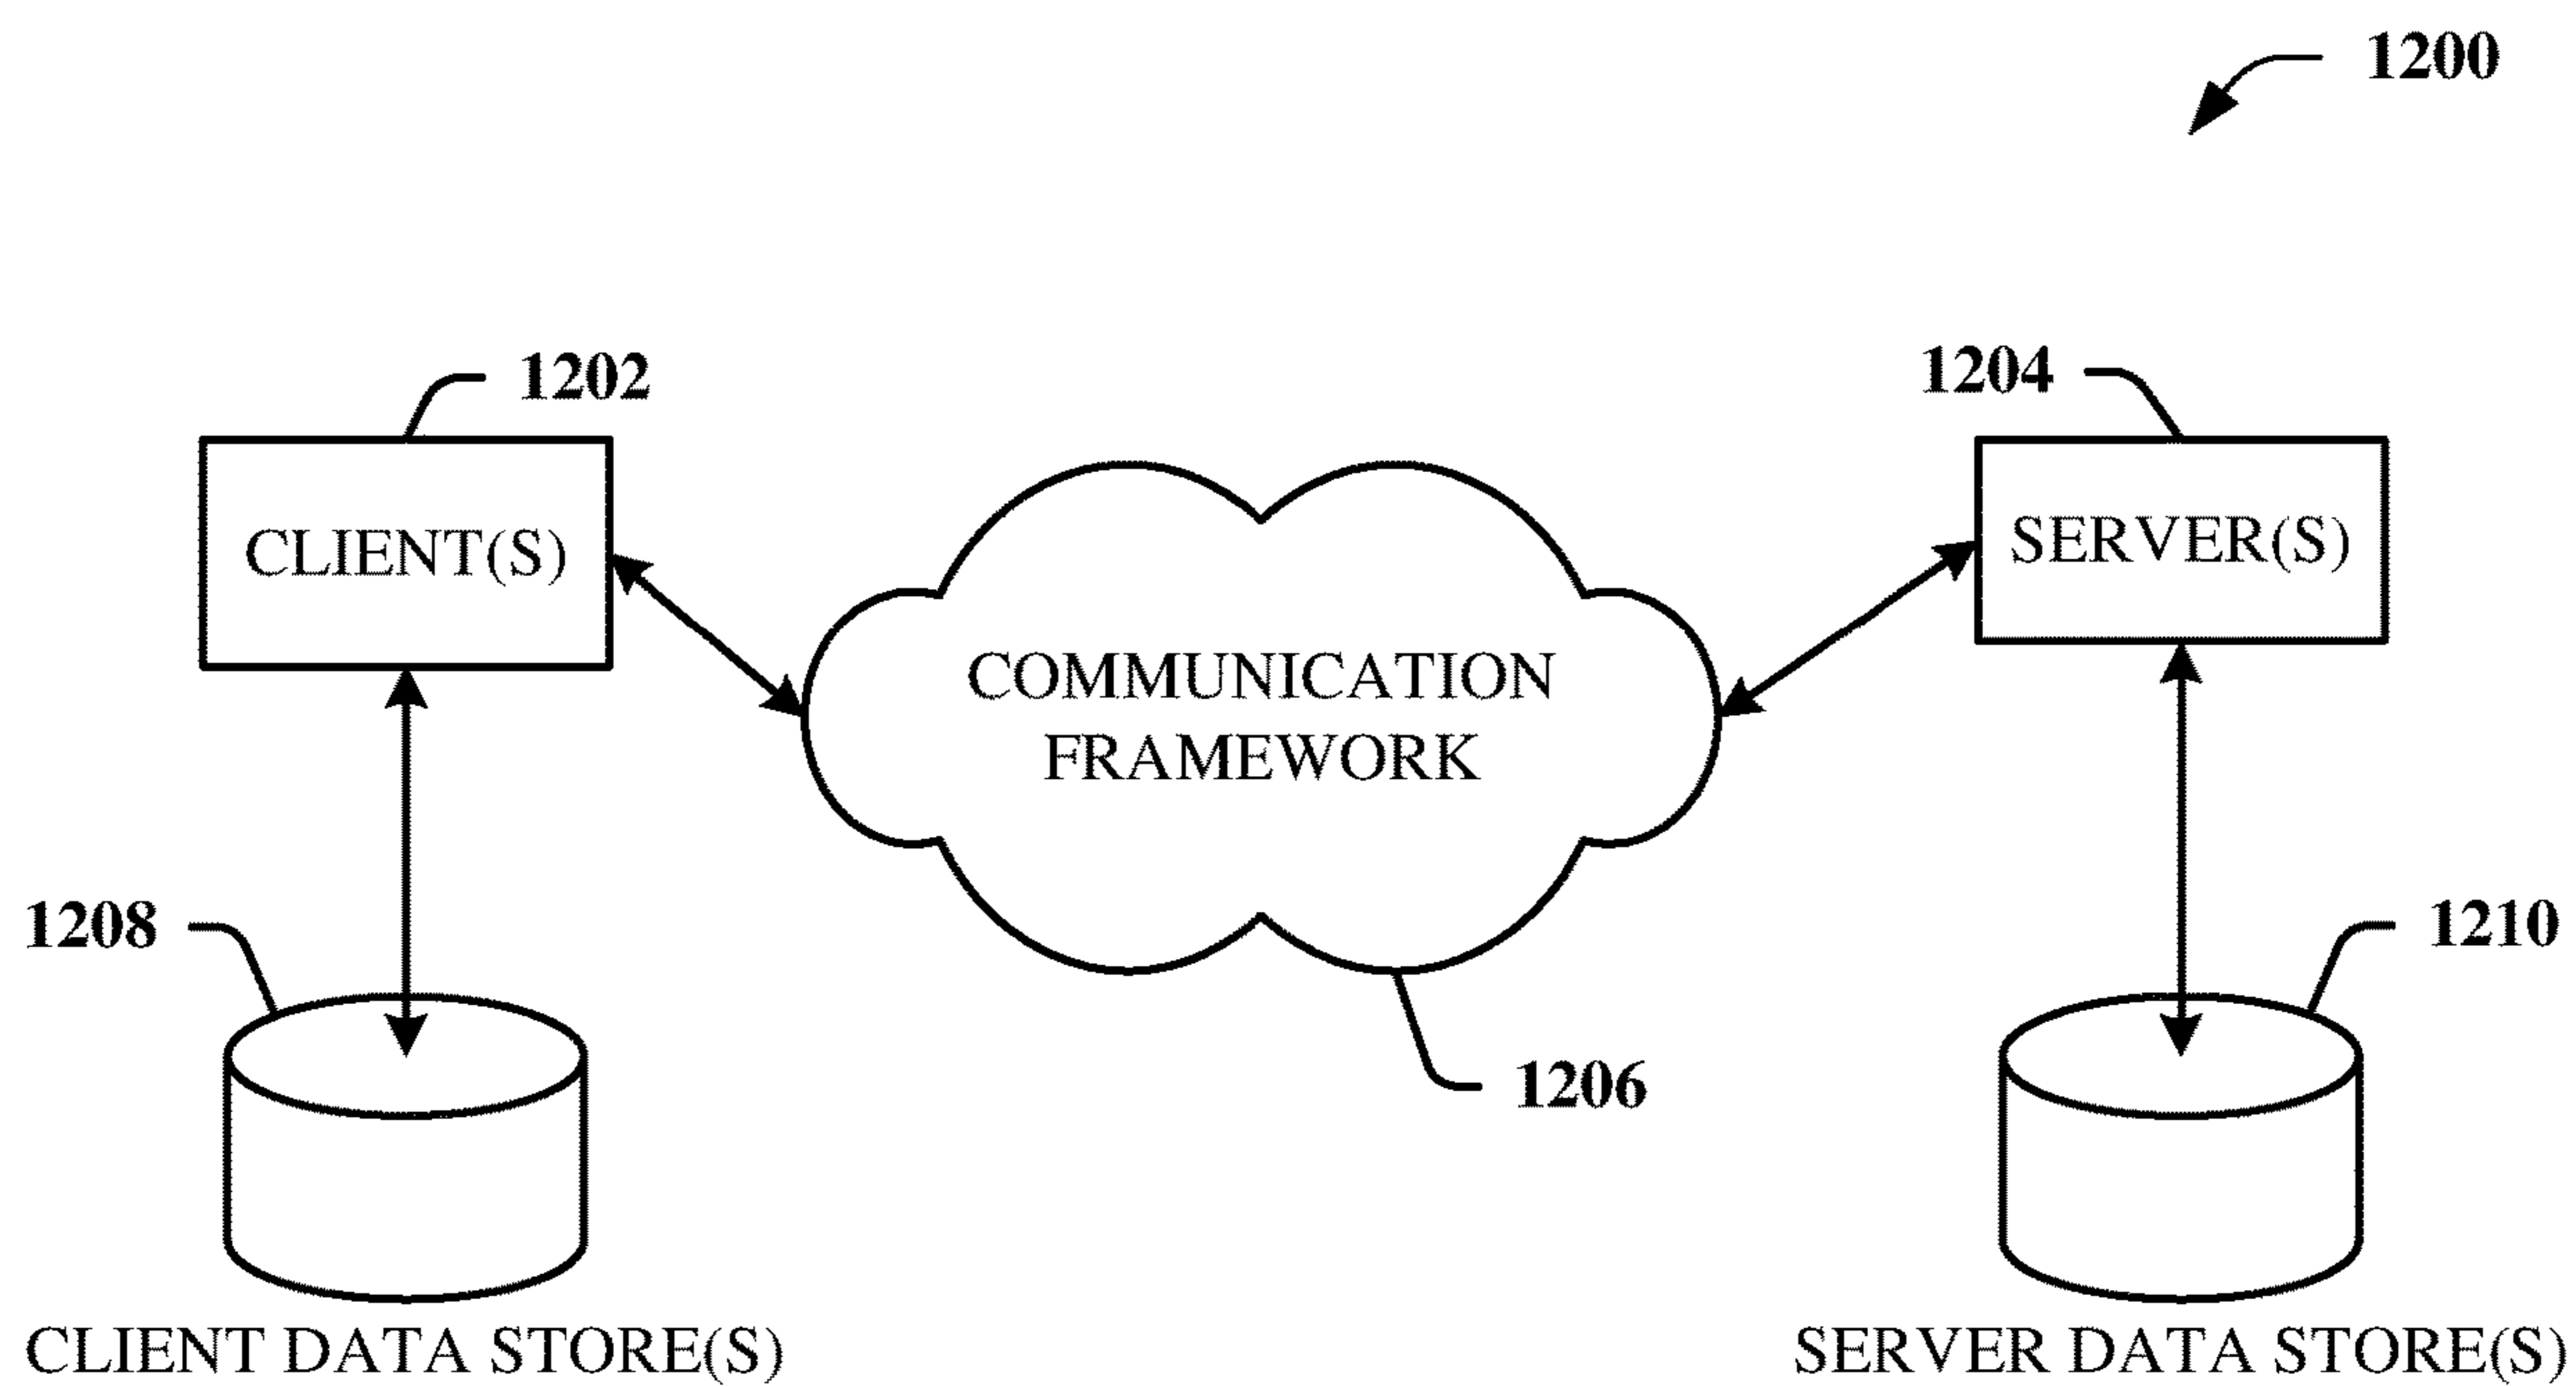 1200
1202
1204
CLIENT(S)
SERVER(S)
COMMUNICATION
FRAMEWORK
1208
1210
1206
CLIENT DATA STORE(S)
SERVER DATA STORE(S)